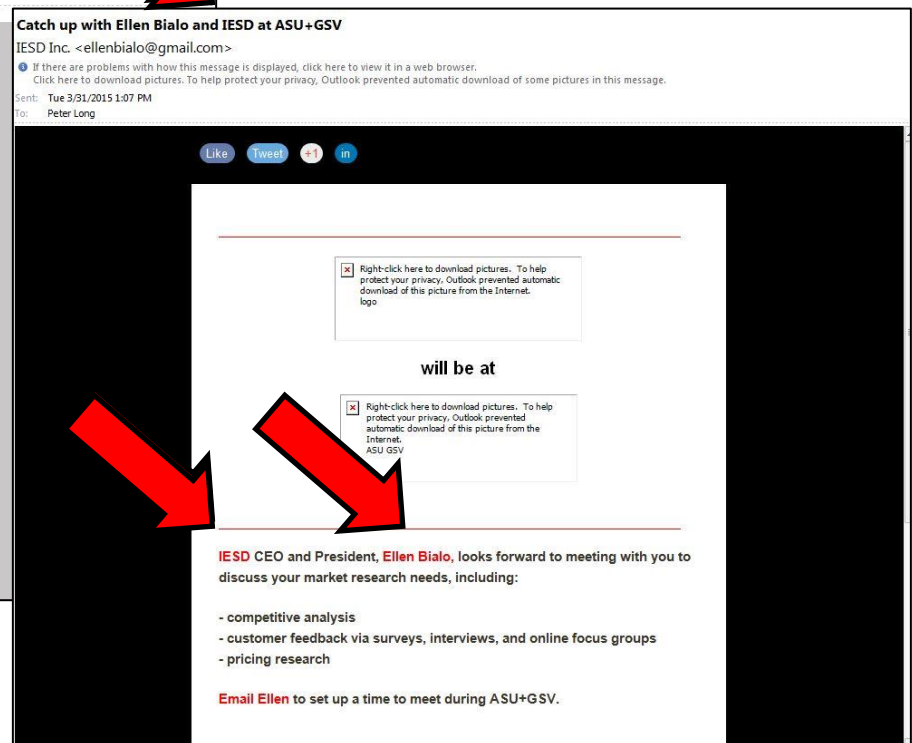 Catch up with Ellen Bialo and IESD at ASU+GSV
IESD Inc. <ellenbialo@gmail.com>
If there are problems with how this message is displayed, click here to view it in a web browser.
Click here to download pictures. To help protect your privacy, Outlook prevented automatic download of some pictures in this message.
Sent: Tue 3/31/2015 1:07 PM
To: Peter Long
Like Tweet +1 in
Right-click here to download pictures. To help
protect your privacy, Outlook prevented automatic
download of this picture from the Internet.
logo
will be at
Right-click here to download pictures. To help
protect your privacy, Outlook prevented
automatic download of this picture from the
Internet.
ASU GSV
IESD CEO and President, Ellen Bialo, looks forward to meeting with you to
discuss your market research needs, including:
- competitive analysis
- customer feedback via surveys, interviews, and online focus groups
- pricing research
Email Ellen to set up a time to meet during ASU+GSV.